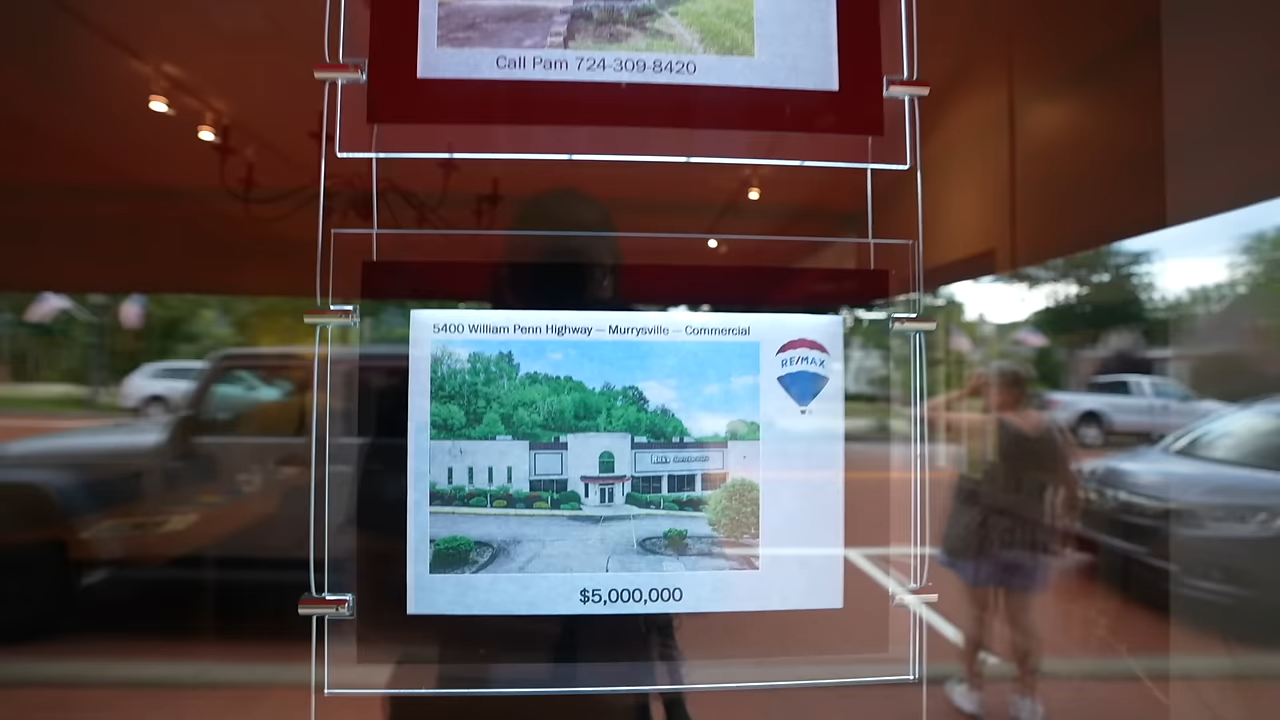 Call Pam 724-309-8420
5400 William Penn Highway — Murrysville — Commercial
RE/MAX
$5,000,000